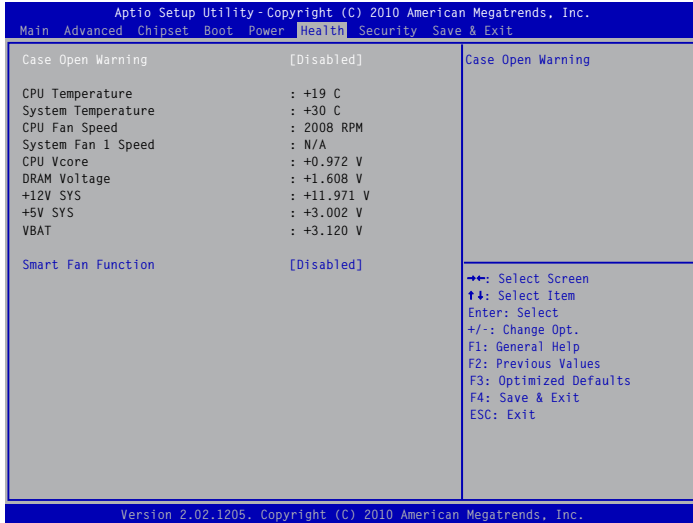 Aptio Setup Utility - Copyright (C) 2010 American Megatrends, Inc.
Main Advanced Chipset Boot Power Health Security Save & Exit
Case Open Warning [Disabled]
CPU Temperature : +19 C
System Temperature : +30 C
CPU Fan Speed : 2008 RPM
System Fan 1 Speed : N/A
CPU Vcore : +0.972 V
DRAM Voltage : +1.608 V
+12V SYS : +11.971 V
+5V SYS : +3.002 V
VBAT : +3.120 V
Smart Fan Function [Disabled]
Case Open Warning
→←: Select Screen
↑↓: Select Item
Enter: Select
+/-: Change Opt.
F1: General Help
F2: Previous Values
F3: Optimized Defaults
F4: Save & Exit
ESC: Exit
Version 2.02.1205. Copyright (C) 2010 American Megatrends, Inc.